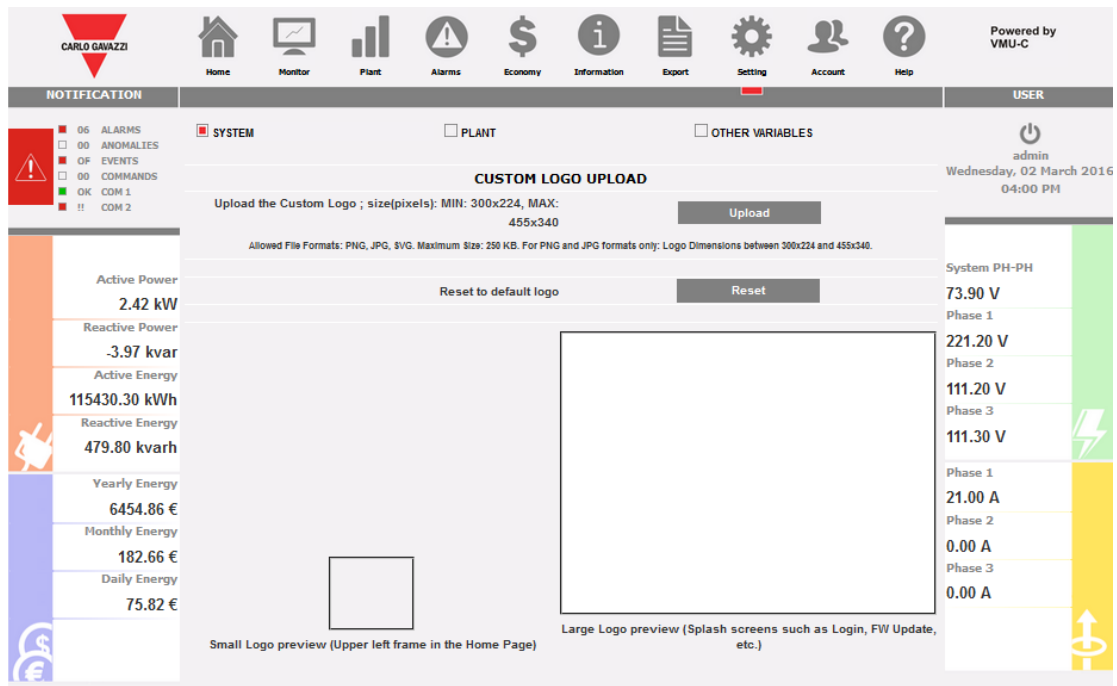 CARLO GAVAZZI
Home
Monitor
Plant
Alarms
Economy
Information
Export
Setting
Account
Help
Powered by
VMU-C
NOTIFICATION
USER
06 ALARMS
00 ANOMALIES
OF EVENTS
00 COMMANDS
OK COM 1
!! COM 2
SYSTEM
PLANT
OTHER VARIABLES
admin
Wednesday, 02 March 2016
04:00 PM
CUSTOM LOGO UPLOAD
Upload the Custom Logo ; size(pixels): MIN: 300x224, MAX:
455x340
Upload
Allowed File Formats: PNG, JPG, SVG. Maximum Size: 250 KB. For PNG and JPG formats only: Logo Dimensions between 300x224 and 455x340.
Reset to default logo
Reset
Active Power
2.42 kW
Reactive Power
-3.97 kvar
Active Energy
115430.30 kWh
Reactive Energy
479.80 kvarh
Yearly Energy
6454.86 €
Monthly Energy
182.66 €
Daily Energy
75.82 €
Small Logo preview (Upper left frame in the Home Page)
Large Logo preview (Splash screens such as Login, FW Update,
etc.)
System PH-PH
73.90 V
Phase 1
221.20 V
Phase 2
111.20 V
Phase 3
111.30 V
Phase 1
21.00 A
Phase 2
0.00 A
Phase 3
0.00 A